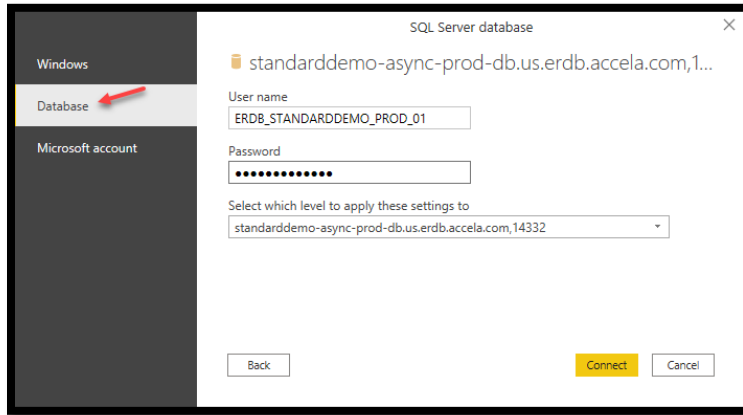 SQL Server database
Windows
Database
Microsoft account
standarddemo-async-prod-db.us.erdb.accela.com,1...
User name
ERDB_STANDARDDEMO_PROD_01
Password
•••••••••••••
Select which level to apply these settings to
standarddemo-async-prod-db.us.erdb.accela.com,14332
Back
Connect
Cancel